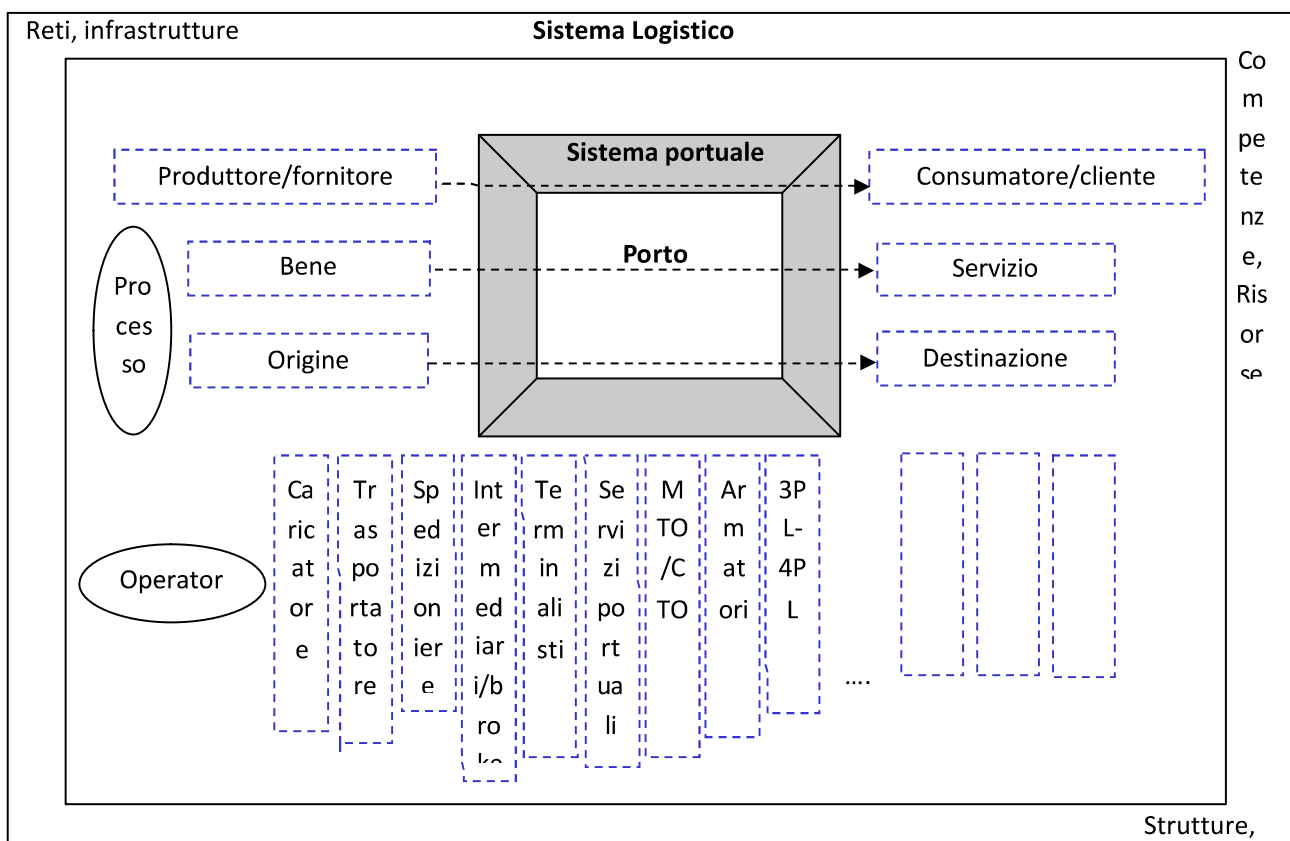 Reti, infrastrutture
Sistema Logistico
Co
m
pe
te
nz
e,
Ris
or
se
Sistema portuale
Produttore/fornitore
Consumatore/cliente
Porto
Bene
Servizio
Pro
ces
so
Origine
Destinazione
Operator
Ca
ric
at
or
e
Tr
as
po
rta
to
re
Sp
ed
izi
on
ier
e
Int
er
m
ed
iar
i/b
ro
ke
Te
rm
in
ali
sti
Se
rvi
zi
po
rt
ua
li
M
TO
/C
TO
Ar
m
at
ori
3P
L-
4P
L
....
Strutture,